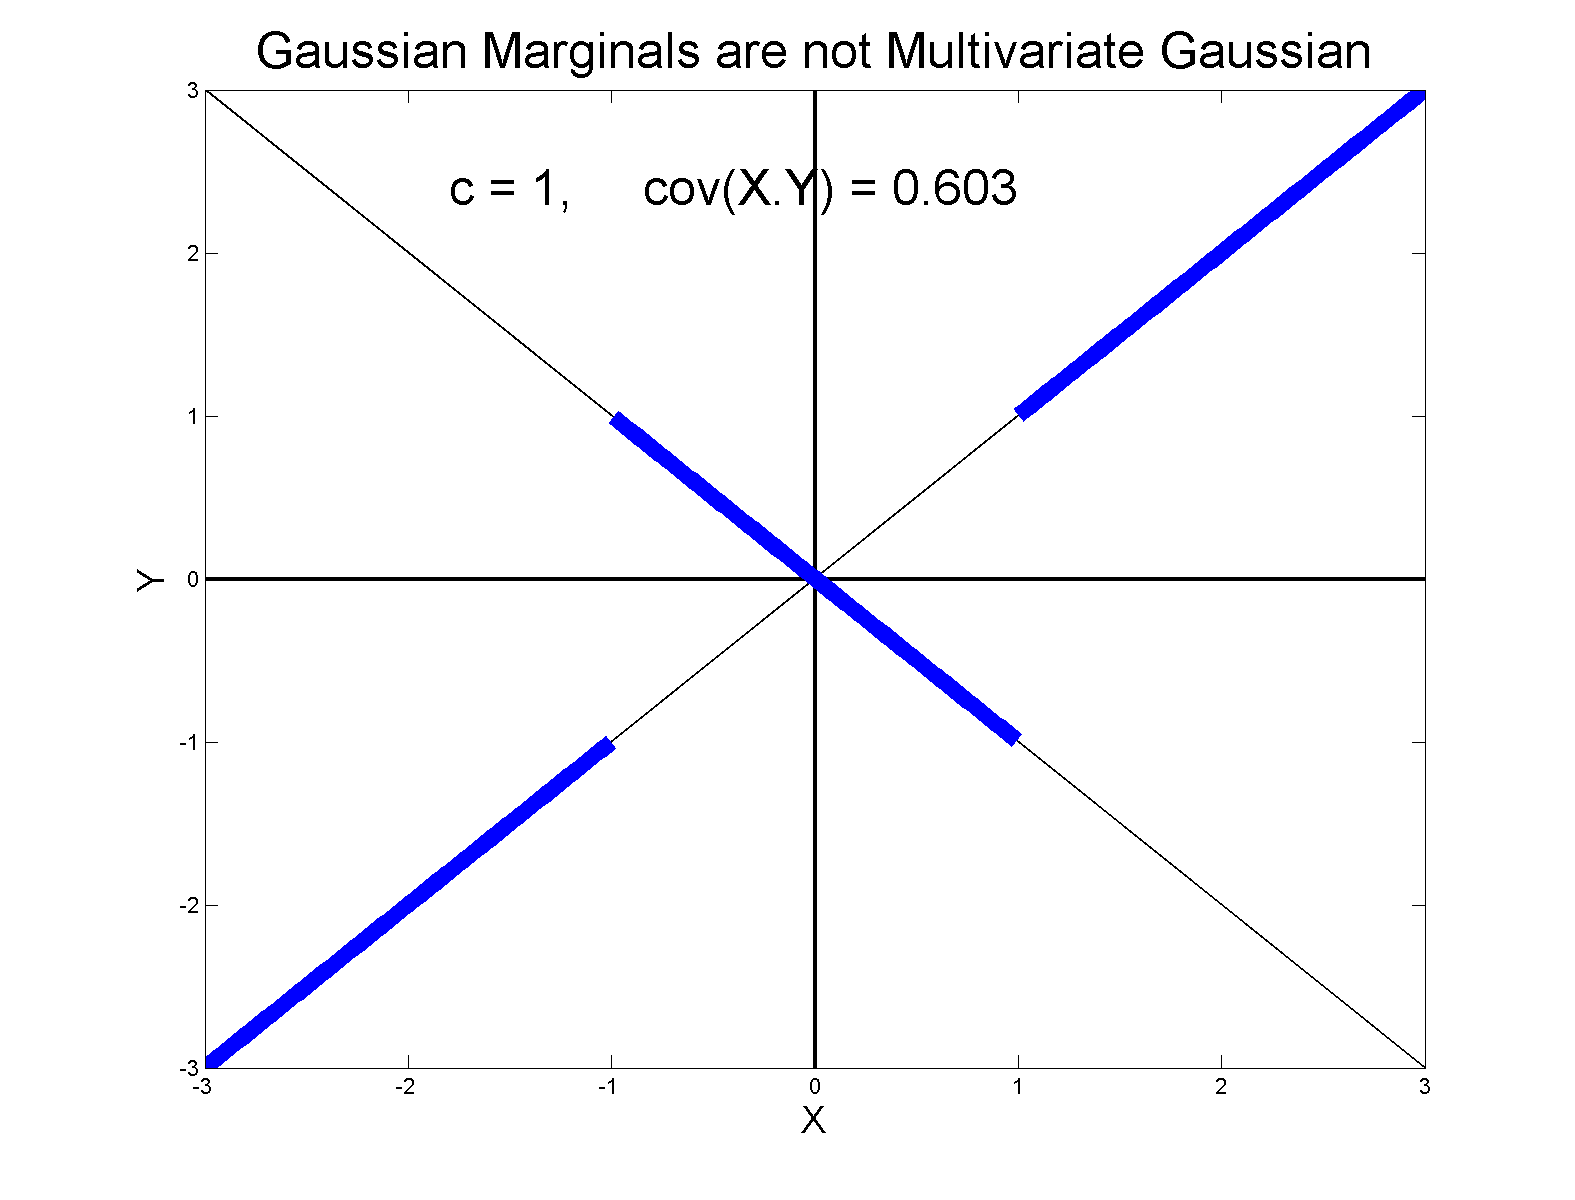 Gaussian Marginals are not Multivariate Gaussian
c = 1, cov(X.Y) = 0.603
3
2
1
0
-1
-2
-3
Y
-3 -2 -1 0 1 2 3
X